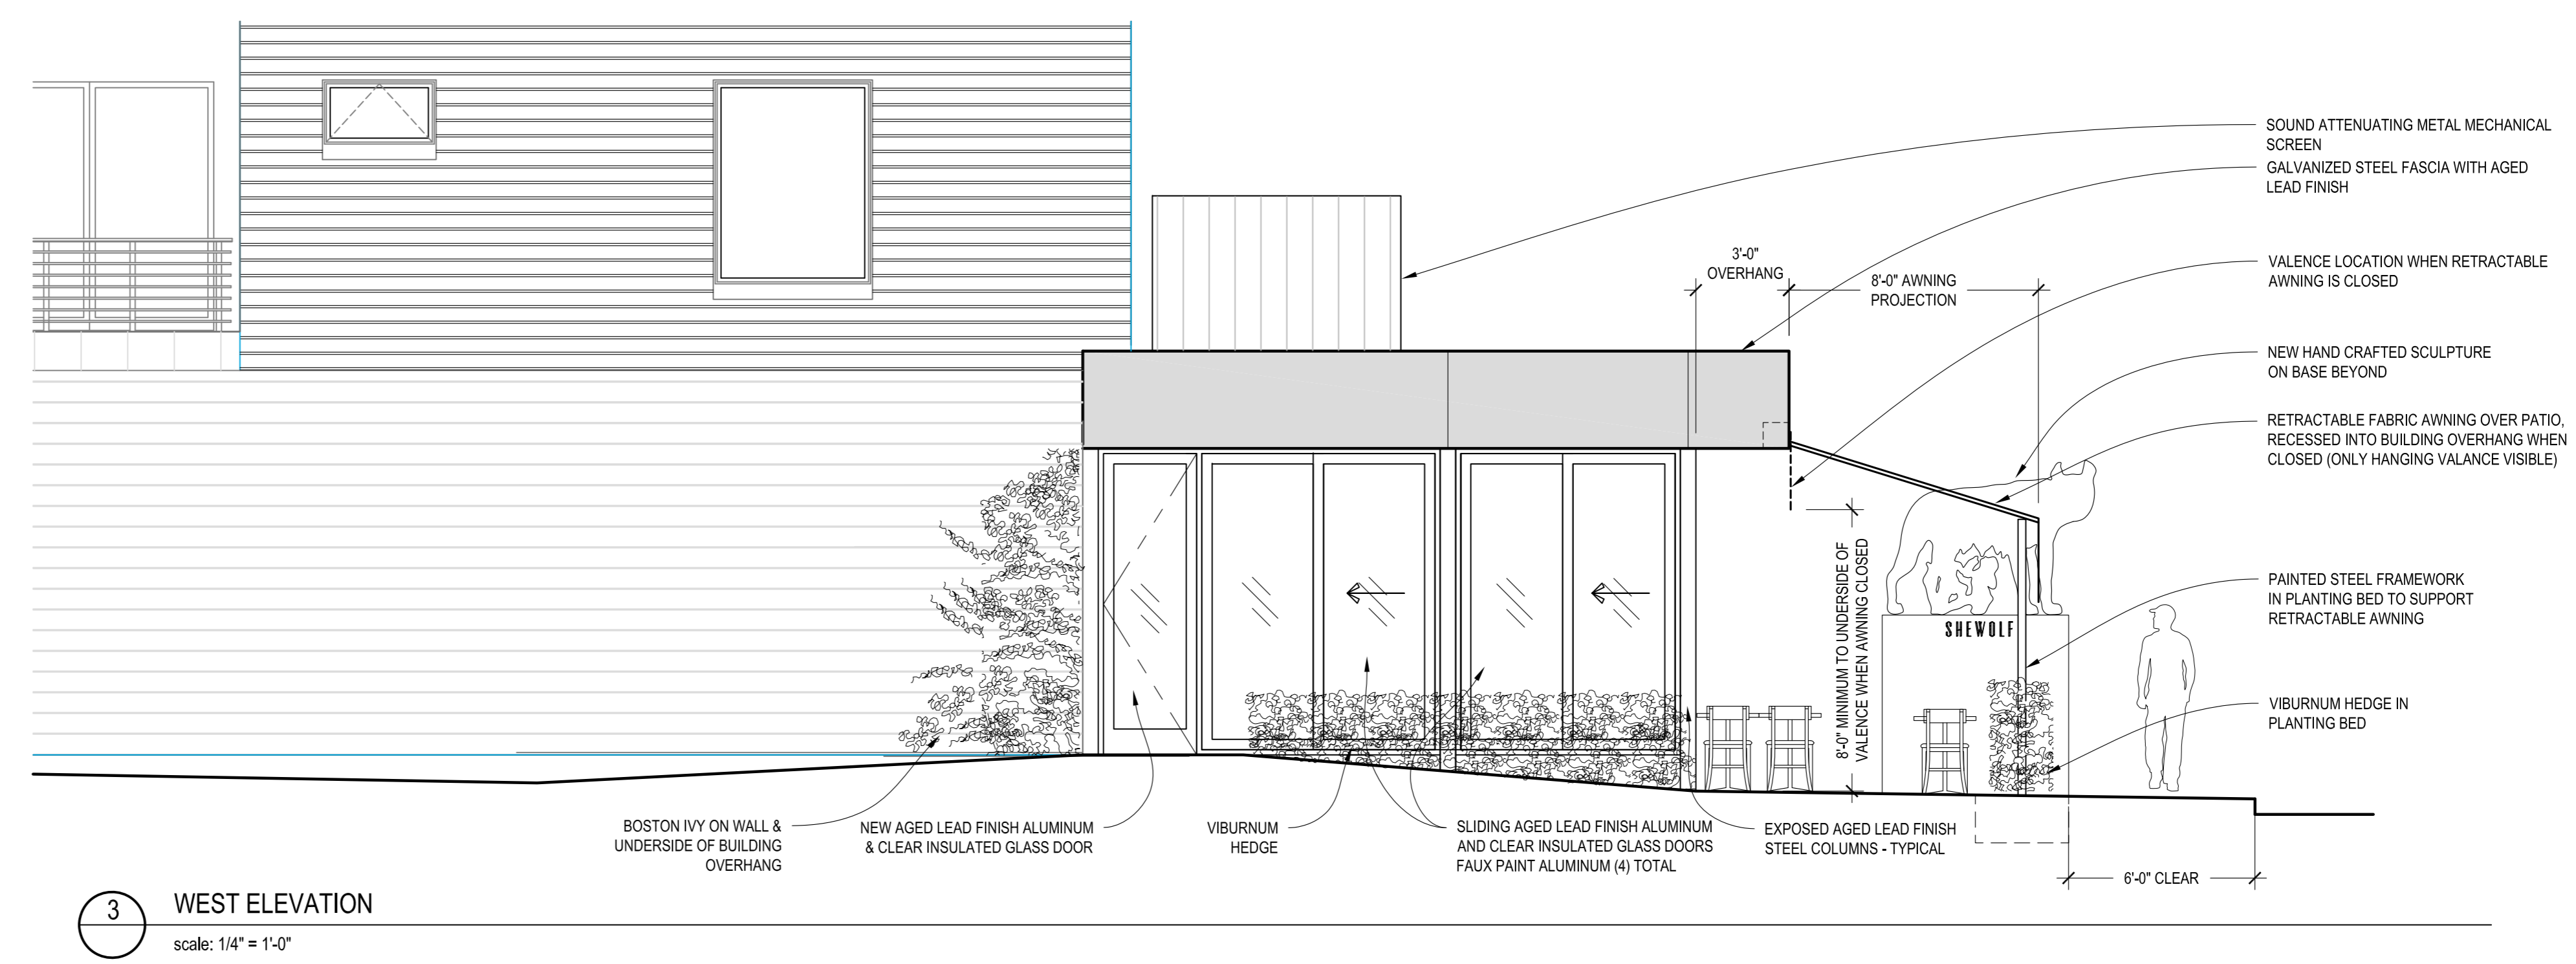 SOUND ATTENUATING METAL MECHANICAL
SCREEN
GALVANIZED STEEL FASCIA WITH AGED
LEAD FINISH
3'-0"
OVERHANG
8'-0" AWNING
PROJECTION
VALENCE LOCATION WHEN RETRACTABLE
AWNING IS CLOSED
NEW HAND CRAFTED SCULPTURE
ON BASE BEYOND
RETRACTABLE FABRIC AWNING OVER PATIO,
RECESSED INTO BUILDING OVERHANG WHEN
CLOSED (ONLY HANGING VALANCE VISIBLE)
8'-0" MINIMUM TO UNDERSIDE OF
VALENCE WHEN AWNING CLOSED
SHEWOLF
PAINTED STEEL FRAMEWORK
IN PLANTING BED TO SUPPORT
RETRACTABLE AWNING
VIBURNUM HEDGE IN
PLANTING BED
BOSTON IVY ON WALL &
UNDERSIDE OF BUILDING
OVERHANG
NEW AGED LEAD FINISH ALUMINUM
& CLEAR INSULATED GLASS DOOR
VIBURNUM
HEDGE
SLIDING AGED LEAD FINISH ALUMINUM
AND CLEAR INSULATED GLASS DOORS
FAUX PAINT ALUMINUM (4) TOTAL
EXPOSED AGED LEAD FINISH
STEEL COLUMNS - TYPICAL
6'-0" CLEAR
3
WEST ELEVATION
scale: 1/4" = 1'-0"